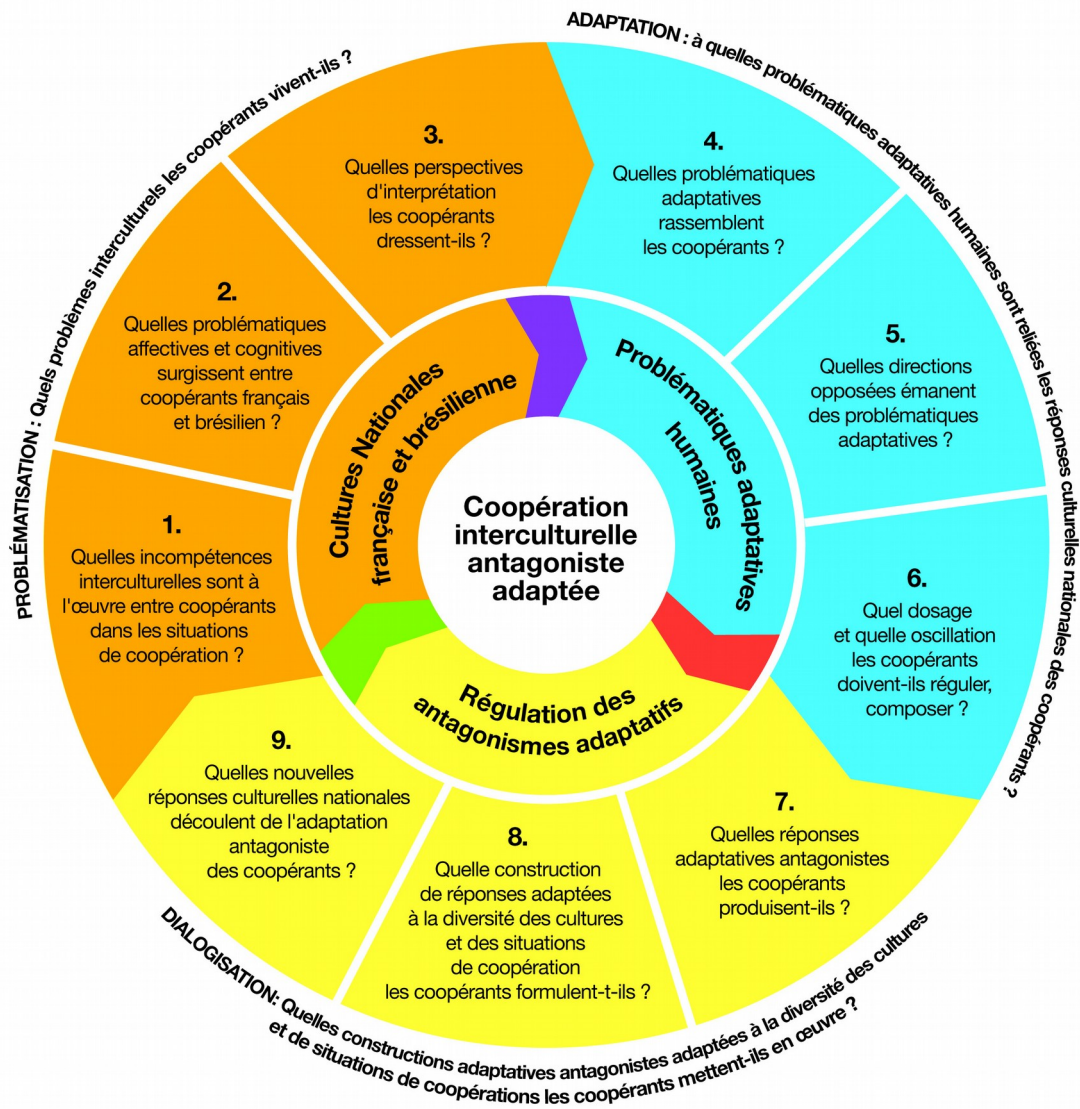 PROBLÉMATISATION : Quels problèmes interculturels les coopérants vivent-ils ?
ADAPTATION : à quelles problématiques adaptatives humaines sont reliées les réponses culturelles nationales des coopérants ?
DIALOGISATION: Quelles constructions adaptatives antagonistes adaptées à la diversité des cultures
et de situations de coopérations les coopérants mettent-ils en œuvre ?
1.
Quelles incompétences
interculturelles sont à
l'œuvre entre coopérants
dans les situations
de coopération ?
2.
Quelles problématiques
affectives et cognitives
surgissent entre
coopérants français
et brésilien ?
3.
Quelles perspectives
d'interprétation
les coopérants
dressent-ils ?
4.
Quelles problématiques
adaptatives
rassemblent
les coopérants ?
5.
Quelles directions
opposées émanent
des problématiques
adaptatives ?
6.
Quel dosage
et quelle oscillation
les coopérants
doivent-ils réguler,
composer ?
7.
Quelles réponses
adaptatives antagonistes
les coopérants
produisent-ils ?
8.
Quelle construction
de réponses adaptées
à la diversité des cultures
et des situations
de coopération
les coopérants formulent-t-ils ?
9.
Quelles nouvelles
réponses culturelles nationales
découlent de l'adaptation
antagoniste
des coopérants ?
Cultures Nationales
française et brésilienne
Problématiques adaptatives
humaines
Régulation des
antagonismes adaptatifs
Coopération
interculturelle
antagoniste
adaptée